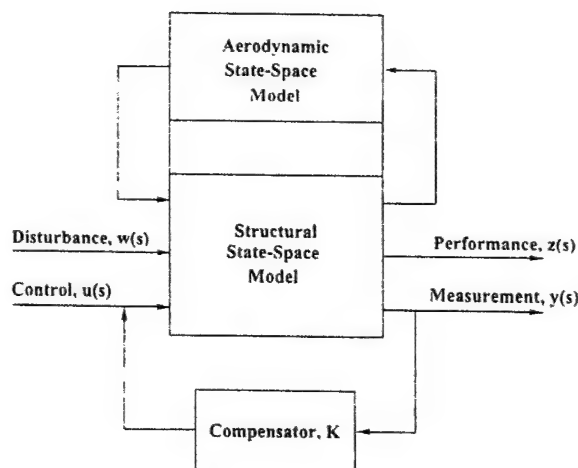 Aerodynamic
State-Space
Model
Structural
State-Space
Model
Disturbance, w(s)
Control, u(s)
Performance, z(s)
Measurement, y(s)
Compensator, K